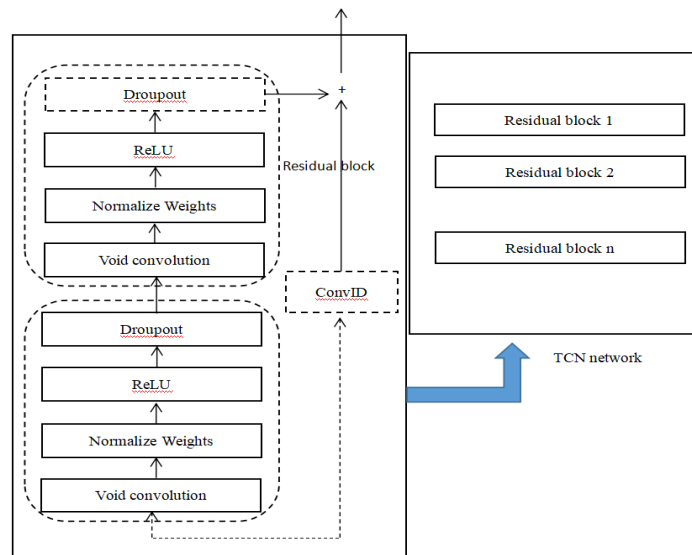 Droupout
+
ReLU
Residual block
Normalize Weights
Void convolution
ConvID
Droupout
ReLU
Normalize Weights
Void convolution
Residual block 1
Residual block 2
Residual block n
TCN network